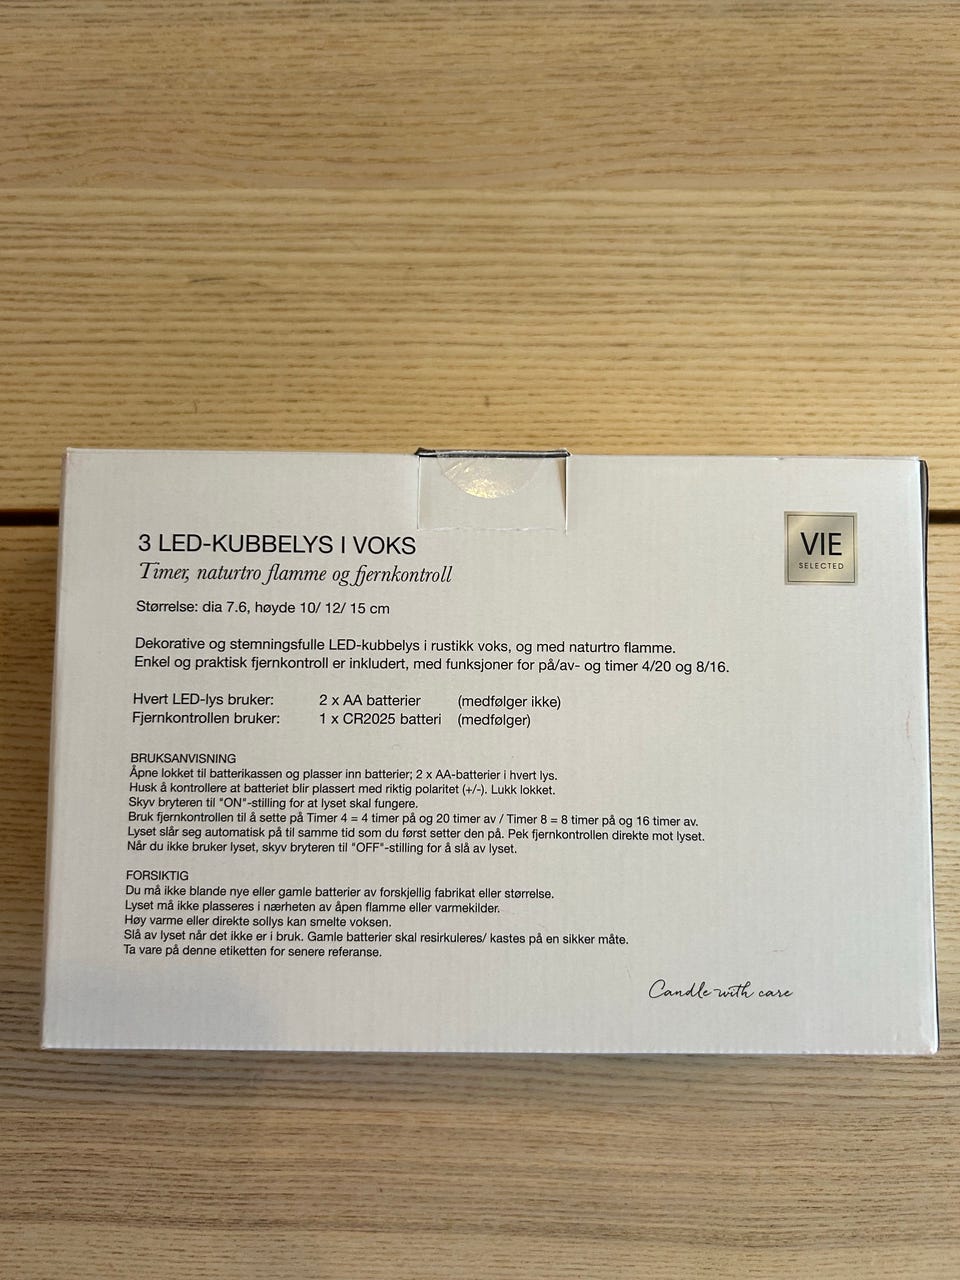 3 LED-KUBBELYS I VOKS
Timer, naturtro flamme og fjernkontroll
VIE
SELECTED
Størrelse: dia 7.6, høyde 10/ 12/ 15 cm
Dekorative og stemningsfulle LED-kubbelys i rustikk voks, og med naturtro flamme.
Enkel og praktisk fjernkontroll er inkludert, med funksjoner for på/av- og timer 4/20 og 8/16.
Hvert LED-lys bruker: 2 x AA batterier (medfølger ikke)
Fjernkontrollen bruker: 1 x CR2025 batteri (medfølger)
BRUKSANVISNING
Åpne lokket til batterikassen og plasser inn batterier; 2 x AA-batterier i hvert lys.
Husk å kontrollere at batteriet blir plassert med riktig polaritet (+/-). Lukk lokket.
Skyv bryteren til "ON"-stilling for at lyset skal fungere.
Bruk fjernkontrollen til å sette på Timer 4 = 4 timer på og 20 timer av / Timer 8 = 8 timer på og 16 timer av.
Lyset slår seg automatisk på til samme tid som du først setter den på. Pek fjernkontrollen direkte mot lyset.
Når du ikke bruker lyset, skyv bryteren til "OFF"-stilling for å slå av lyset.
FORSIKTIG
Du må ikke blande nye eller gamle batterier av forskjellig fabrikat eller størrelse.
Lyset må ikke plasseres i nærheten av åpen flamme eller varmekilder.
Høy varme eller direkte sollys kan smelte voksen.
Slå av lyset når det ikke er i bruk. Gamle batterier skal resirkuleres/ kastes på en sikker måte.
Ta vare på denne etiketten for senere referanse.
Candle with care